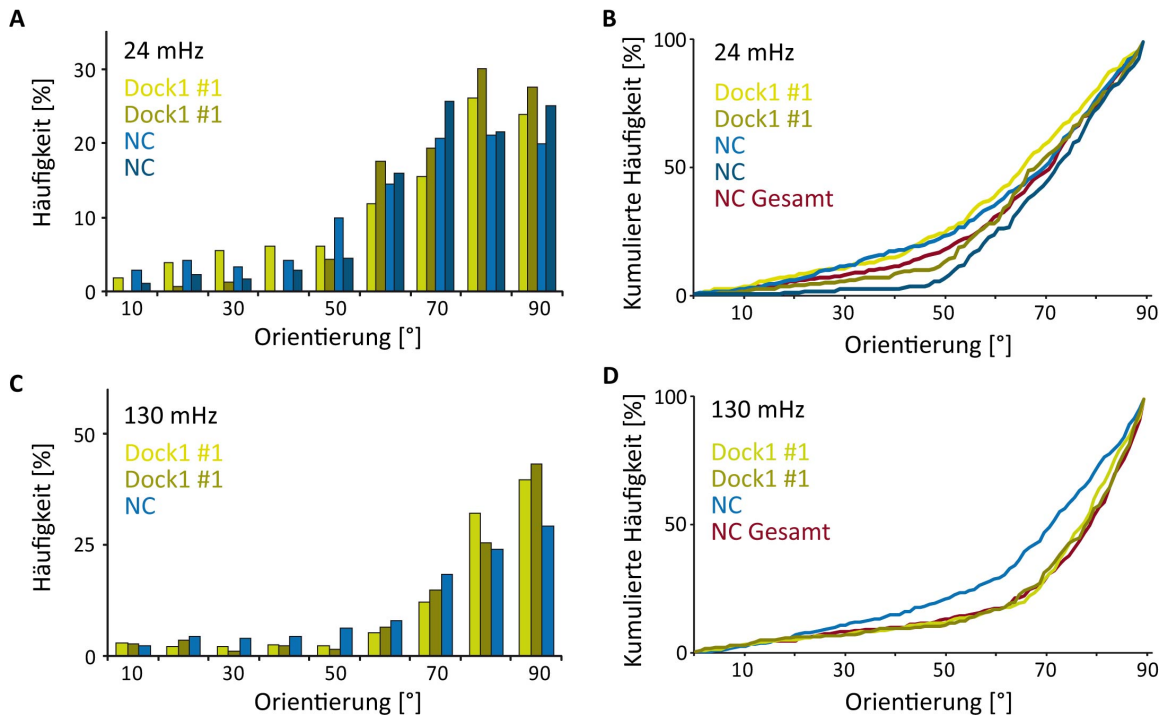 A
24 mHz
Dock1 #1
Dock1 #1
NC
NC
Häufigkeit [%]
30
20
10
0
10
30
50
70
90
Orientierung [°]
B
24 mHz
Dock1 #1
Dock1 #1
NC
NC
NC Gesamt
Kumulierte Häufigkeit [%]
100
50
0
10
30
50
70
90
Orientierung [°]
C
130 mHz
Dock1 #1
Dock1 #1
NC
Häufigkeit [%]
50
25
0
10
30
50
70
90
Orientierung [°]
D
130 mHz
Dock1 #1
Dock1 #1
NC
NC Gesamt
Kumulierte Häufigkeit [%]
100
50
0
10
30
50
70
90
Orientierung [°]